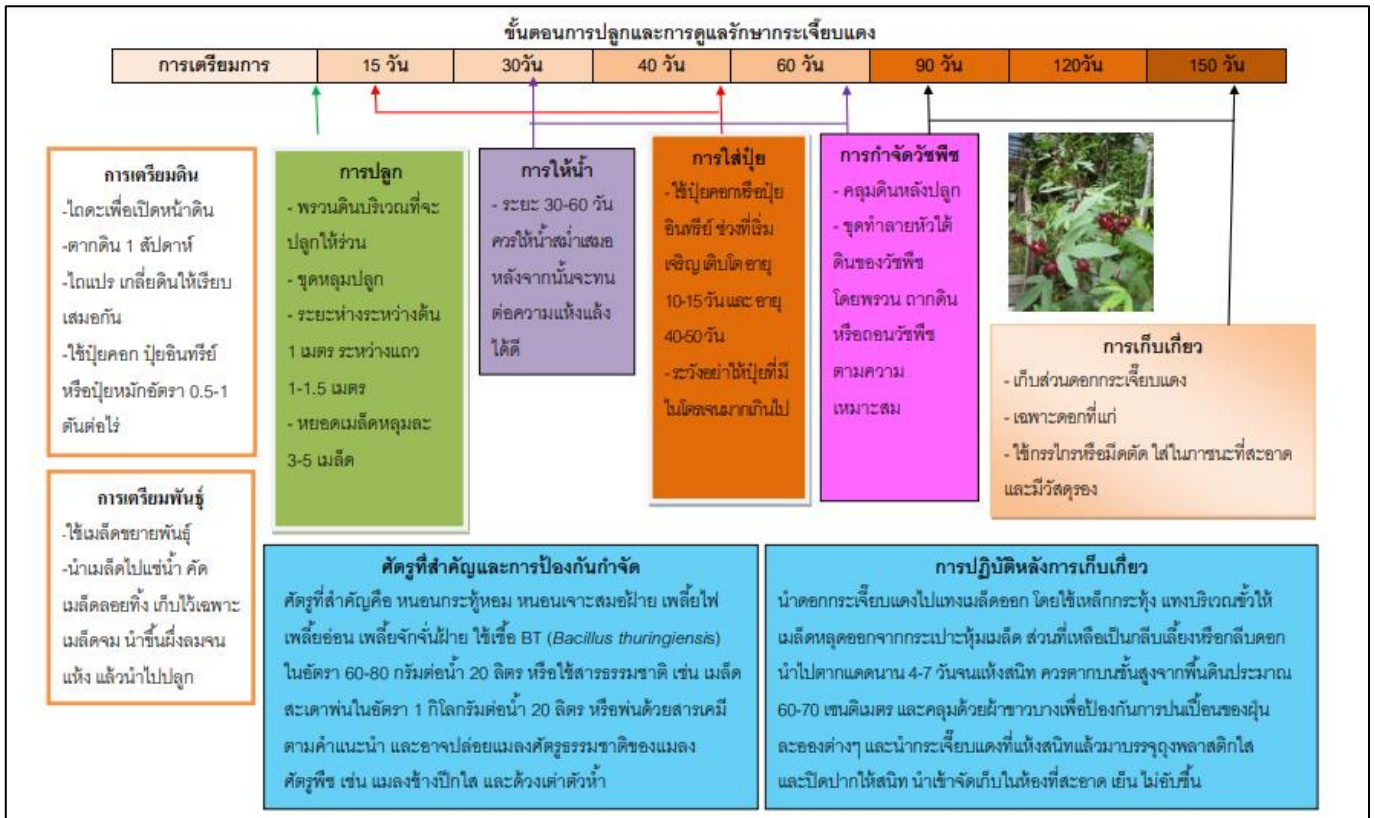 ขั้นตอนการปลูกและการดูแลรักษากระเจี๊ยบแดง
การเตรียมการ
15 วัน
30วัน
40 วัน
60 วัน
90 วัน
120วัน
150 วัน
การเตรียมดิน
-ไถดะเพื่อเปิดหน้าดิน
-ตากดิน 1 สัปดาห์
-ไถแปร เกลี่ยดินให้เรียบ
เสมอกัน
-ใช้ปุ๋ยคอก ปุ๋ยอินทรีย์
หรือปุ๋ยหมักอัตรา 0.5-1
ตันต่อไร่
การเตรียมพันธุ์
-ใช้เมล็ดขยายพันธุ์
-นำเมล็ดไปแช่น้ำ คัด
เมล็ดลอยทิ้ง เก็บไว้เฉพาะ
เมล็ดจม นำขึ้นผึ่งลมจน
แห้ง แล้วนำไปปลูก
การปลูก
- พรวนดินบริเวณที่จะ
ปลูกให้ร่วน
- ขุดหลุมปลูก
- ระยะห่างระหว่างต้น
1 เมตร ระหว่างแถว
1-1.5 เมตร
- หยอดเมล็ดหลุมละ
3-5 เมล็ด
การให้น้ำ
- ระยะ 30-60 วัน
ควรให้น้ำสม่ำเสมอ
หลังจากนั้นจะทน
ต่อความแห้งแล้ง
ได้ดี
การใส่ปุ๋ย
- ใช้ปุ๋ยคอกหรือปุ๋ย
อินทรีย์ ช่วงที่เริ่ม
เจริญ เติบโต อายุ
10-15 วัน และ อายุ
40-50 วัน
- ระวังอย่าให้ปุ๋ยที่มี
ไนโตรเจนมากเกินไป
การกำจัดวัชพืช
- คลุมดินหลังปลูก
- ขุดทำลายหัวใต้
ดินของวัชพืช
โดยพรวน ถากดิน
หรือถอนวัชพืช
ตามความ
เหมาะสม
การเก็บเกี่ยว
- เก็บส่วนดอกกระเจี๊ยบแดง
- เฉพาะดอกที่แก่
- ใช้กรรไกรหรือมีดตัด ใส่ในภาชนะที่สะอาด
และมีวัสดุรอง
ศัตรูที่สำคัญและการป้องกันกำจัด
ศัตรูที่สำคัญคือ หนอนกระทู้หอม หนอนเจาะสมอฝ้าย เพลี้ยไฟ
เพลี้ยอ่อน เพลี้ยจักจั่นฝ้าย ใช้เชื้อ BT (Bacillus thuringiensis)
ในอัตรา 60-80 กรัมต่อน้ำ 20 ลิตร หรือใช้สารธรรมชาติ เช่น เมล็ด
สะเดาพ่นในอัตรา 1 กิโลกรัมต่อน้ำ 20 ลิตร หรือพ่นด้วยสารเคมี
ตามคำแนะนำ และอาจปล่อยแมลงศัตรูธรรมชาติของแมลง
ศัตรูพืช เช่น แมลงช้างปีกใส และด้วงเต่าตัวห้ำ
การปฏิบัติหลังการเก็บเกี่ยว
นำดอกกระเจี๊ยบแดงไปแทงเมล็ดออก โดยใช้เหล็กกระทุ้ง แทงบริเวณขั้วให้
เมล็ดหลุดออกจากกระเปาะหุ้มเมล็ด ส่วนที่เหลือเป็นกลีบเลี้ยงหรือกลีบดอก
นำไปตากแดดนาน 4-7 วันจนแห้งสนิท ควรตากบนชั้นสูงจากพื้นดินประมาณ
60-70 เซนติเมตร และคลุมด้วยผ้าขาวบางเพื่อป้องกันการปนเปื้อนของฝุ่น
ละอองต่างๆ และนำกระเจี๊ยบแดงที่แห้งสนิทแล้วมาบรรจุถุงพลาสติกใส
และปิดปากให้สนิท นำเข้าจัดเก็บในห้องที่สะอาด เย็น ไม่อับชื้น